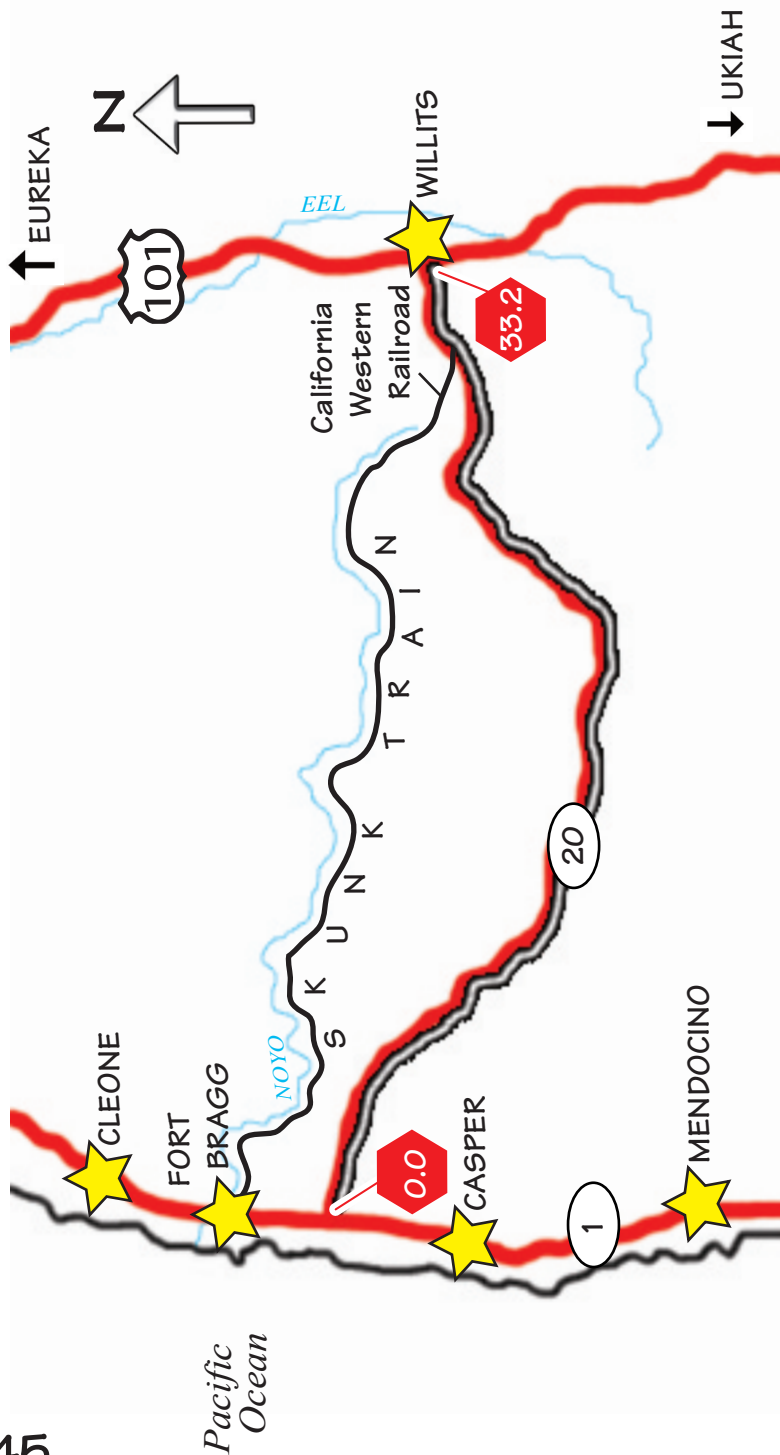 45
EUREKA
N
CLEONE
101
FORT
BRAGG
Pacific
Ocean
NOYO
EEL
California
Western
Railroad
SKUNK TRAIN
WILLITS
0.0
CASPER
33.2
20
1
MENDOCINO
UKIAH